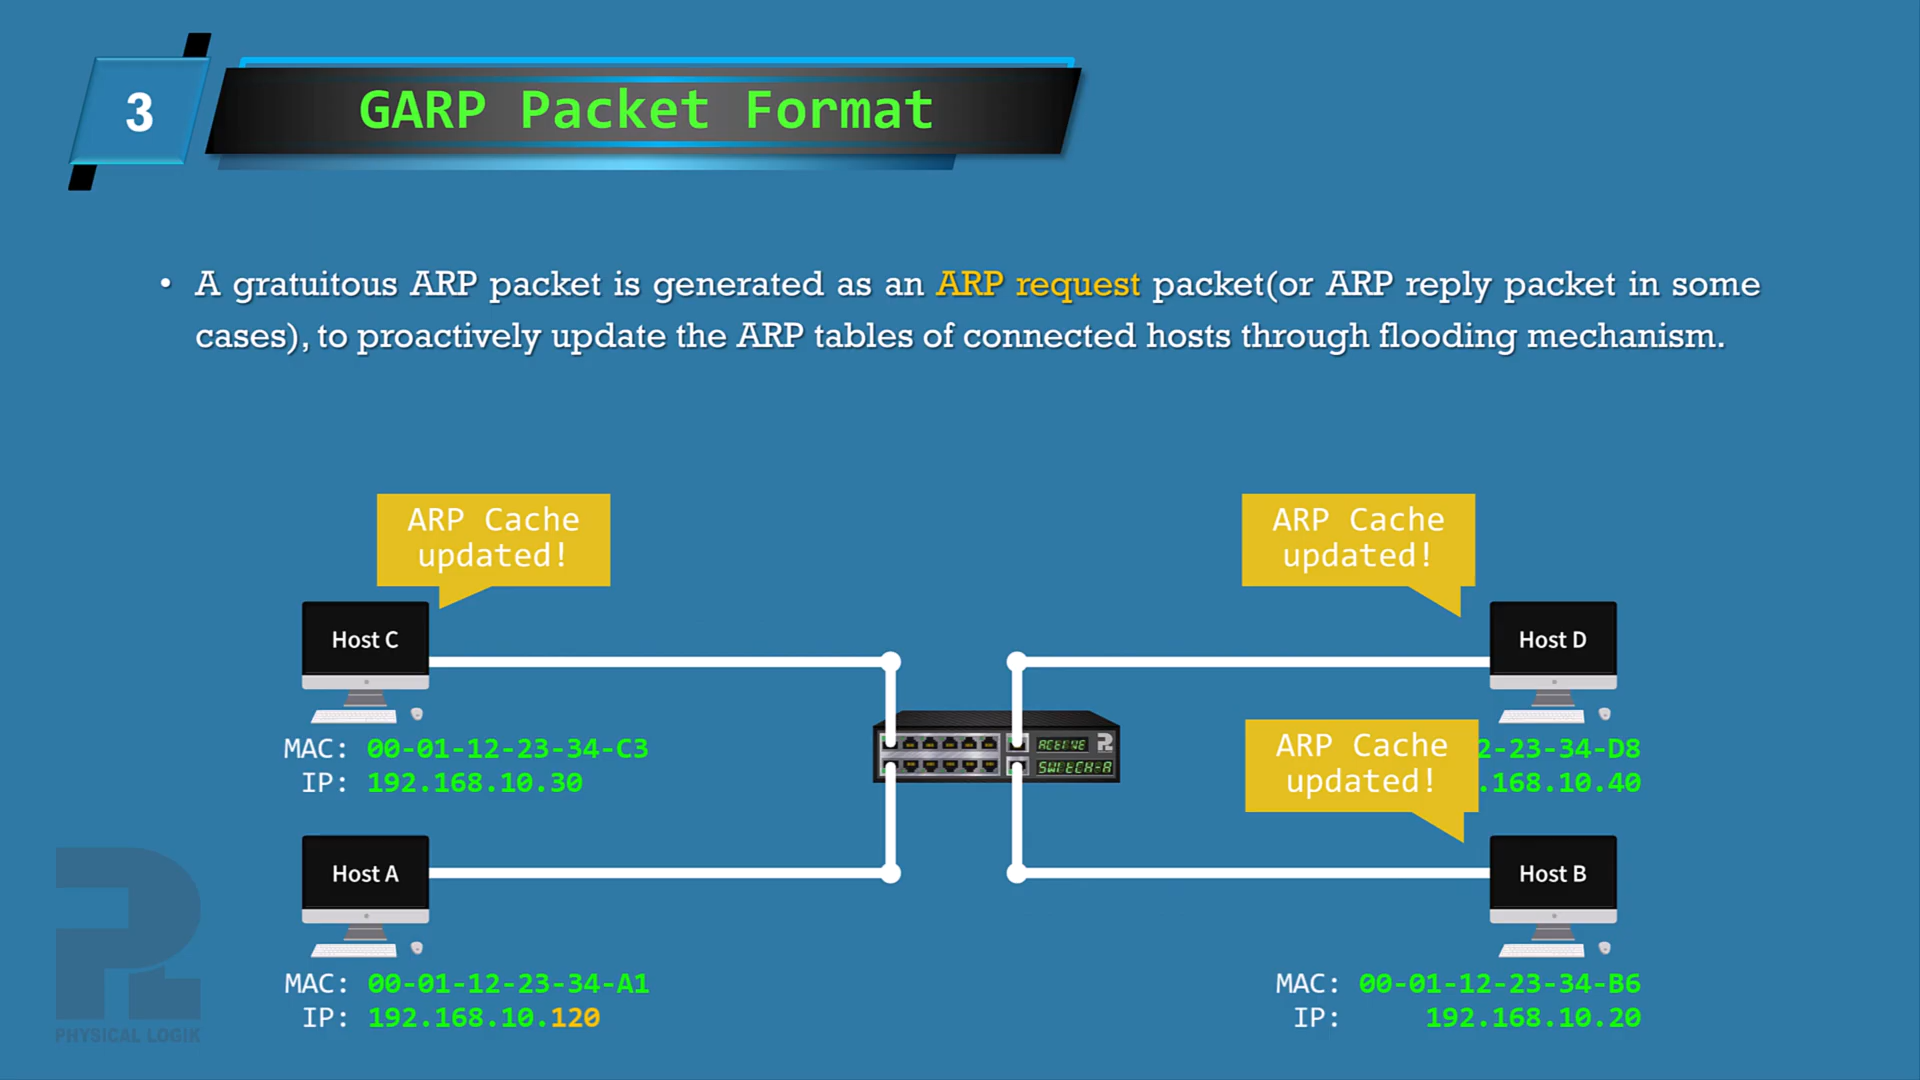 3
GARP Packet Format
• A gratuitous ARP packet is generated as an ARP request packet(or ARP reply packet in some
cases), to proactively update the ARP tables of connected hosts through flooding mechanism.
ARP Cache
updated!
ARP Cache
updated!
Host C
Host D
MAC: 00-01-12-23-34-C3
IP: 192.168.10.30
ACTIVE
SWITECH-A
ARP Cache
updated!
2-23-34-D8
.168.10.40
Host A
Host B
MAC: 00-01-12-23-34-A1
IP: 192.168.10.120
MAC: 00-01-12-23-34-B6
IP: 192.168.10.20
PHYSICAL LOGIK